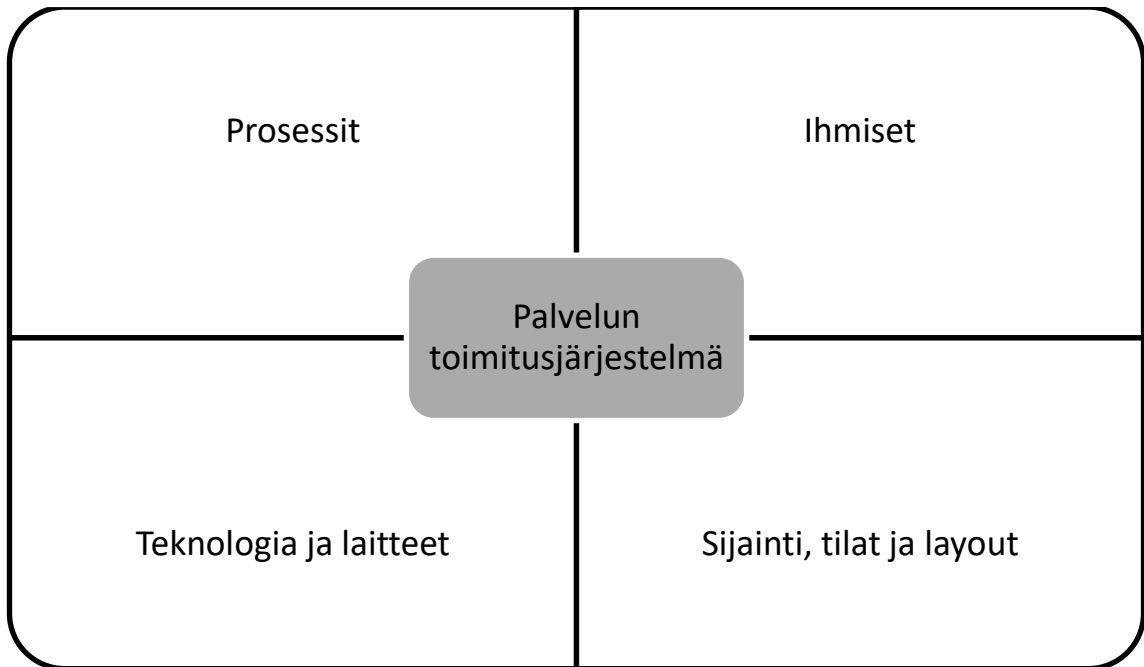 Prosessit
Ihmiset
Palvelun
toimitusjärjestelmä
Teknologia ja laitteet
Sijainti, tilat ja layout